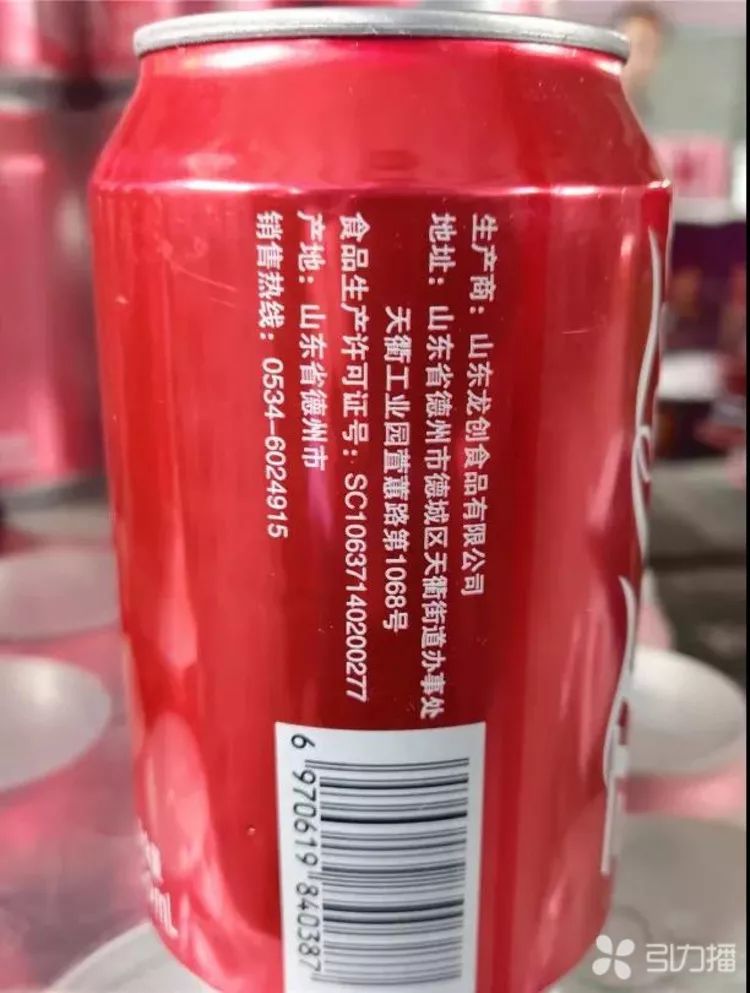 生产商：山东龙创食品有限公司
地址：山东省德州市德城区天衢街道办事处
天衢工业园萱蕙路第1068号
食品生产许可证号：SC10637140200277
产地：山东省德州市
销售热线：0534-6024915
6 970619 840387
mL
引力播